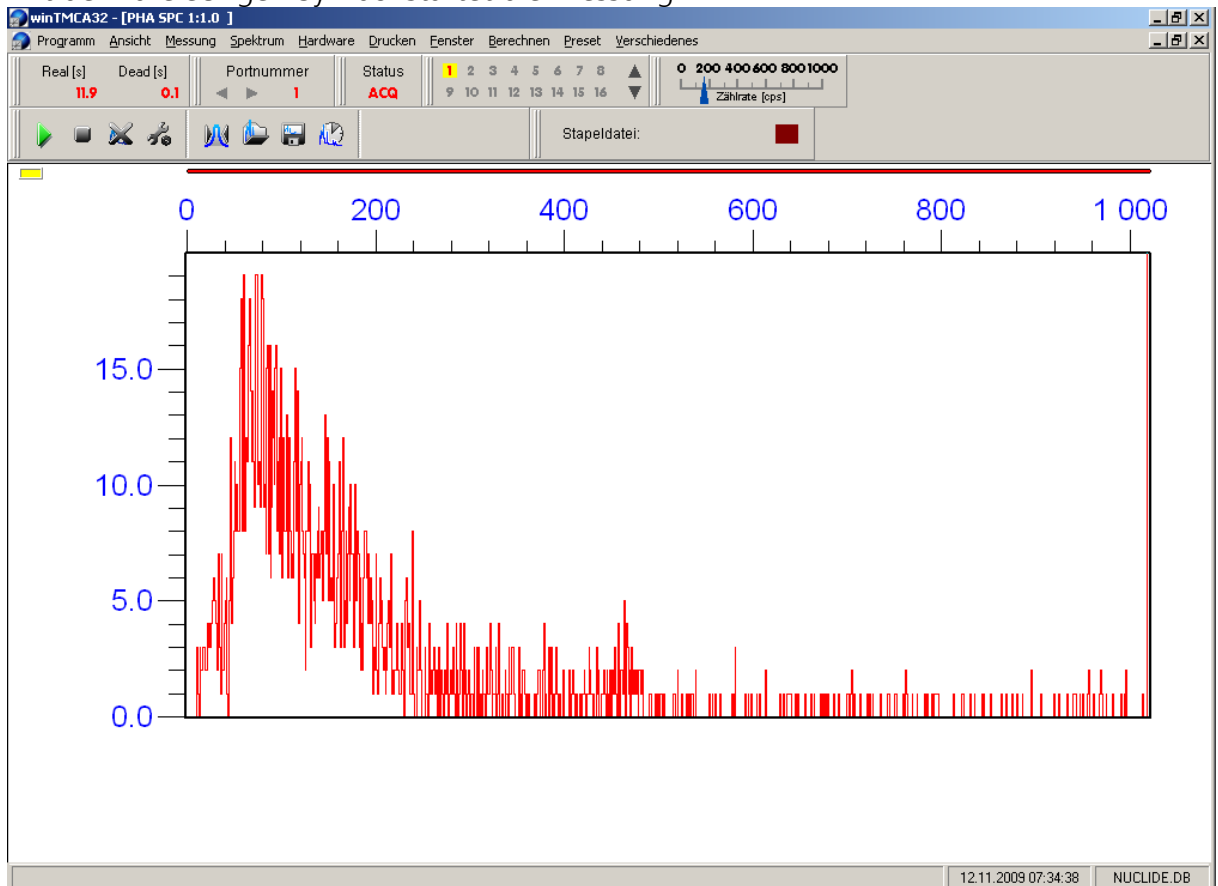 winTMCA32 - [PHA SPC 1:1.0 ]
Programm Ansicht Messung Spektrum Hardware Drucken Fenster Berechnen Preset Verschiedenes
Real [s] Dead [s] Portnummer Status 1 2 3 4 5 6 7 8 0 200 400 600 800 1000
11.9 0.1 1 ACQ 9 10 11 12 13 14 15 16 Zählrate [cps]
Stapeldatei:
0 200 400 600 800 1 000
15.0
10.0
5.0
0.0
12.11.2009 07:34:38 NUCLIDE.DB